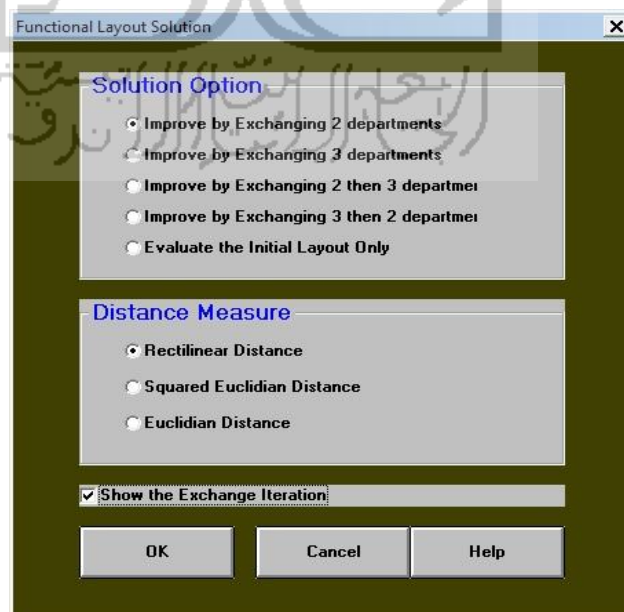 Functional Layout Solution
Solution Option
Improve by Exchanging 2 departments
Improve by Exchanging 3 departments
Improve by Exchanging 2 then 3 departmer
Improve by Exchanging 3 then 2 departmer
Evaluate the Initial Layout Only
Distance Measure
Rectilinear Distance
Squared Euclidian Distance
Euclidian Distance
Show the Exchange Iteration
OK
Cancel
Help